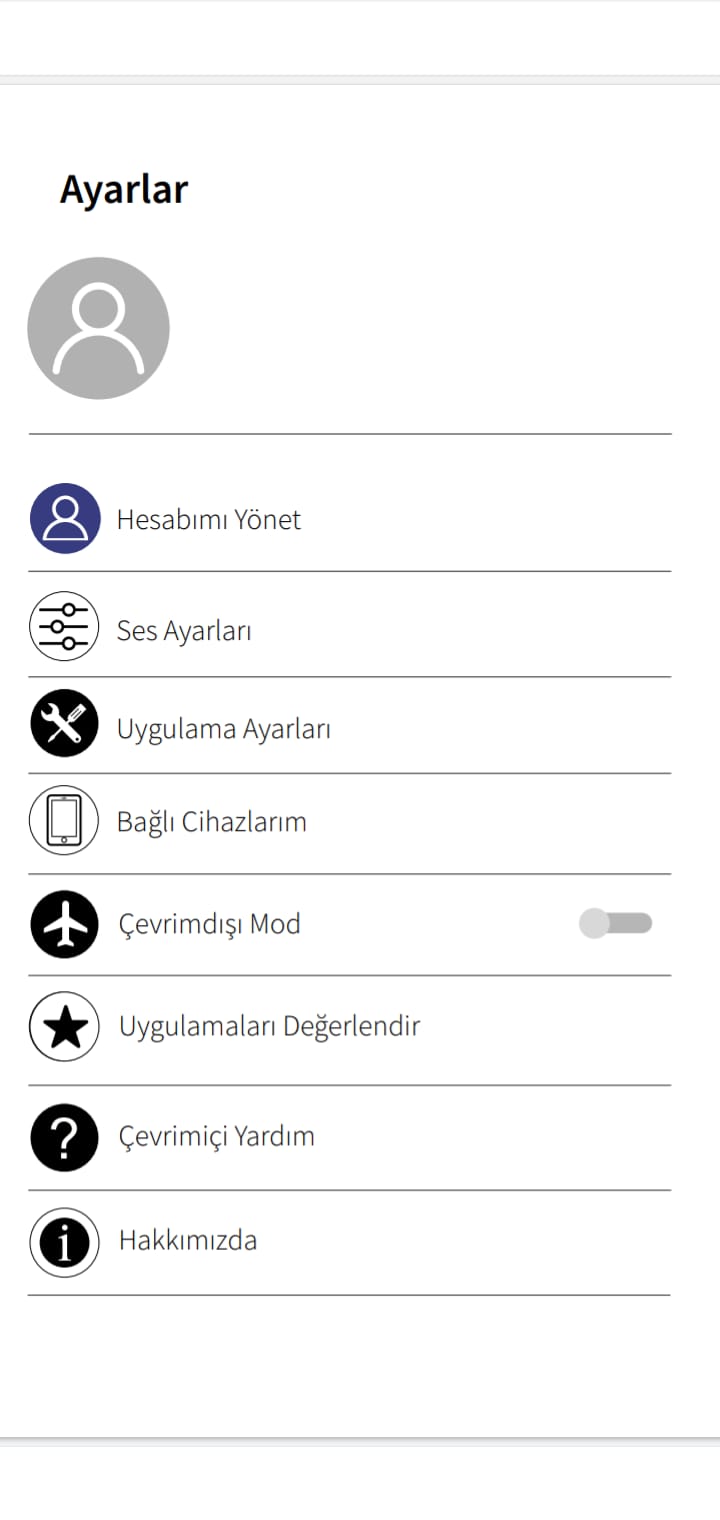 Ayarlar
Hesabımı Yönet
Ses Ayarları
Uygulama Ayarları
Bağlı Cihazlarım
Çevrimdışı Mod
Uygulamaları Değerlendir
?
Çevrimiçi Yardım
i
Hakkımızda